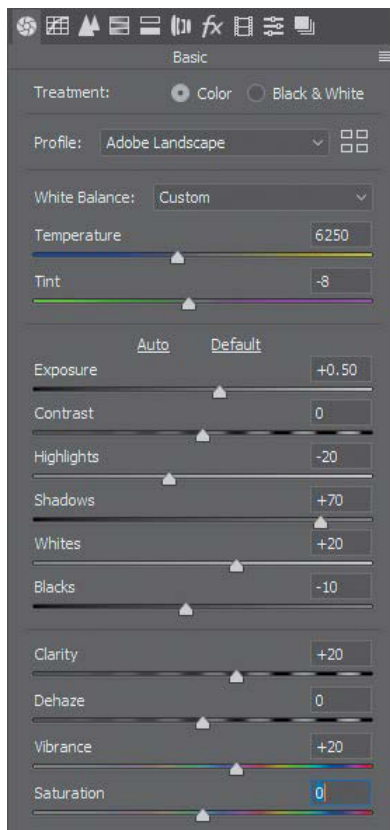 fx
Basic
Treatment: Color Black & White
Profile: Adobe Landscape
White Balance: Custom
Temperature 6250
Tint -8
Auto Default
Exposure +0.50
Contrast 0
Highlights -20
Shadows +70
Whites +20
Blacks -10
Clarity +20
Dehaze 0
Vibrance +20
Saturation 0